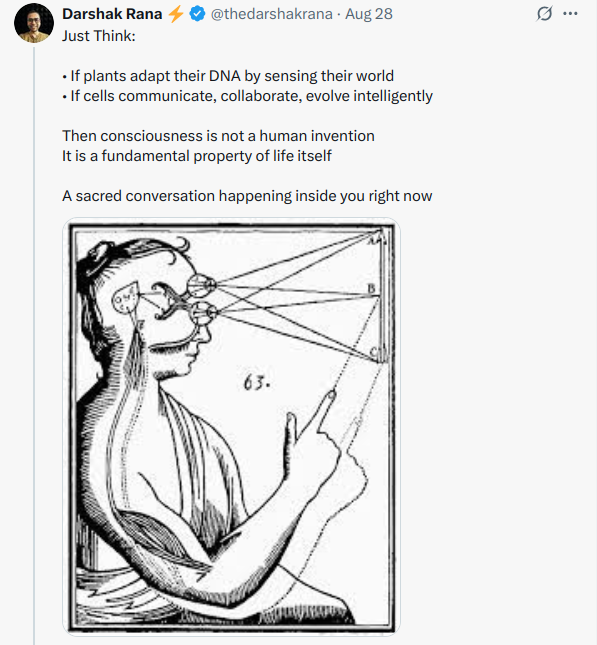 Darshak Rana ⚡ @thedarshakrana · Aug 28
Just Think:
• If plants adapt their DNA by sensing their world
• If cells communicate, collaborate, evolve intelligently
Then consciousness is not a human invention
It is a fundamental property of life itself
A sacred conversation happening inside you right now
A
B
C
63.